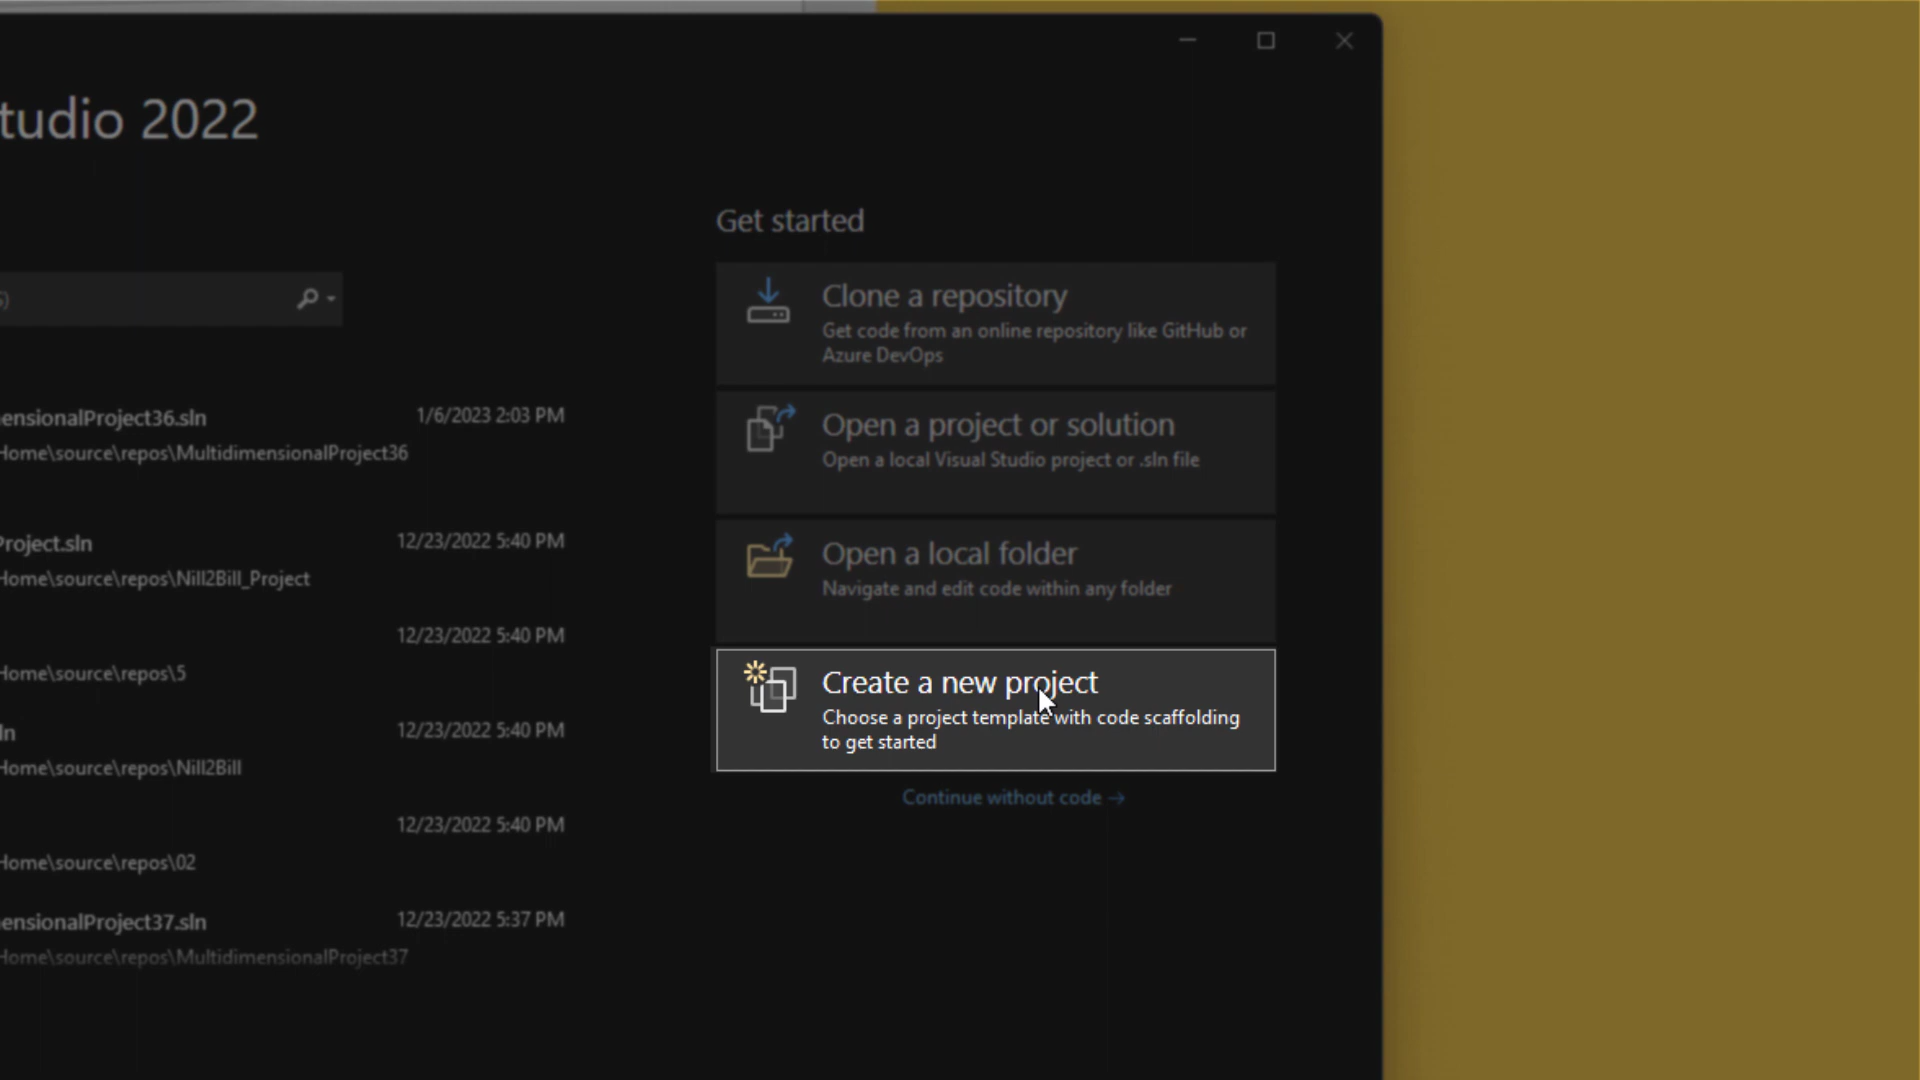 tudio 2022
ensionalProject36.sln
1/6/2023 2:03 PM
Home\source\repos\MultidimensionalProject36
Project.sln
12/23/2022 5:40 PM
Home\source\repos\Nill2Bill_Project
12/23/2022 5:40 PM
Home\source\repos\5
ln
12/23/2022 5:40 PM
Home\source\repos\Nill2Bill
12/23/2022 5:40 PM
Home\source\repos\02
ensionalProject37.sln
12/23/2022 5:37 PM
Home\source\repos\MultidimensionalProject37
Get started
Clone a repository
Get code from an online repository like GitHub or
Azure DevOps
Open a project or solution
Open a local Visual Studio project or .sln file
Open a local folder
Navigate and edit code within any folder
Create a new project
Choose a project template with code scaffolding
to get started
Continue without code →